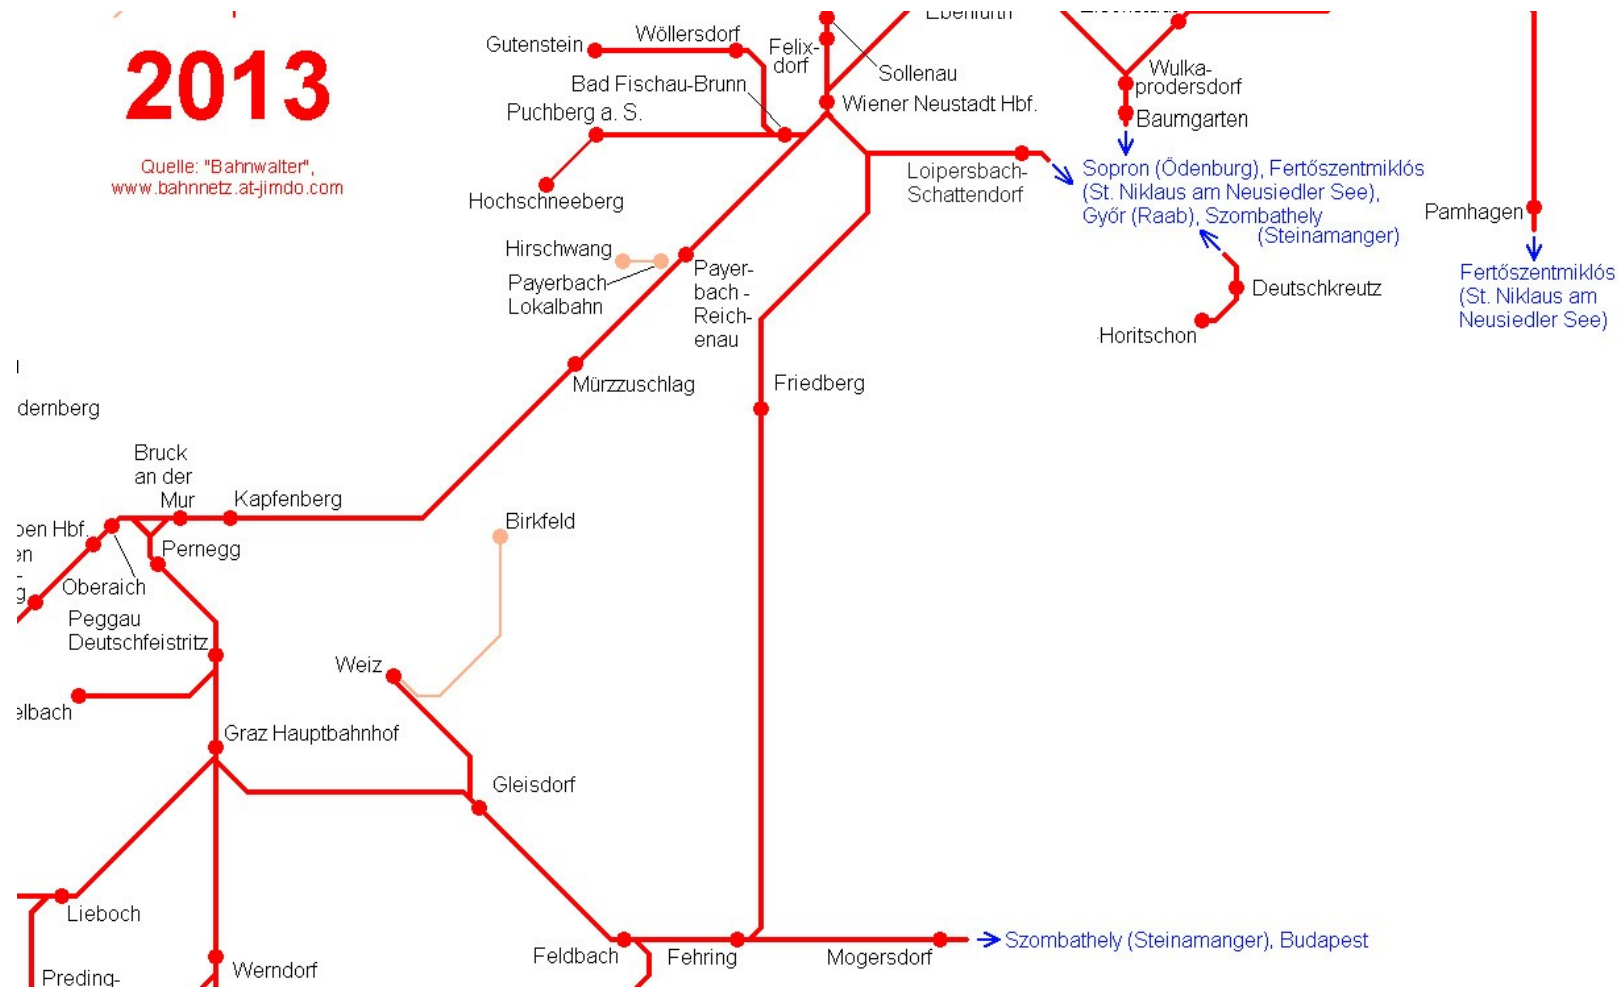 2013
Quelle: "Bahnwalter",
www.bahnnetz.at-jimdo.com
Gutenstein
Wöllersdorf
Felix-
dorf
Sollenau
Bad Fischau-Brunn
Puchberg a. S.
Wiener Neustadt Hbf.
Hochschneeberg
Wulka-
prodersdorf
Baumgarten
Loipersbach-
Schattendorf
Sopron (Ödenburg), Fertőszentmiklós
(St. Niklaus am Neusiedler See),
Győr (Raab), Szombathely
(Steinamanger)
Pamhagen
Fertőszentmiklós
(St. Niklaus am
Neusiedler See)
Deutschkreutz
Horitschon
Hirschwang
Payerbach
Lokalbahn
Payer-
bach -
Reich-
enau
Mürzzuschlag
Friedberg
dernberg
Bruck
an der
Mur
Kapfenberg
Birkfeld
Hbf.
Pernegg
Oberaich
Peggau
Deutschfeistritz
Weiz
elbach
Graz Hauptbahnhof
Gleisdorf
Lieboch
Feldbach
Fehring
Mogersdorf
Szombathely (Steinamanger), Budapest
Werndorf
Preding-